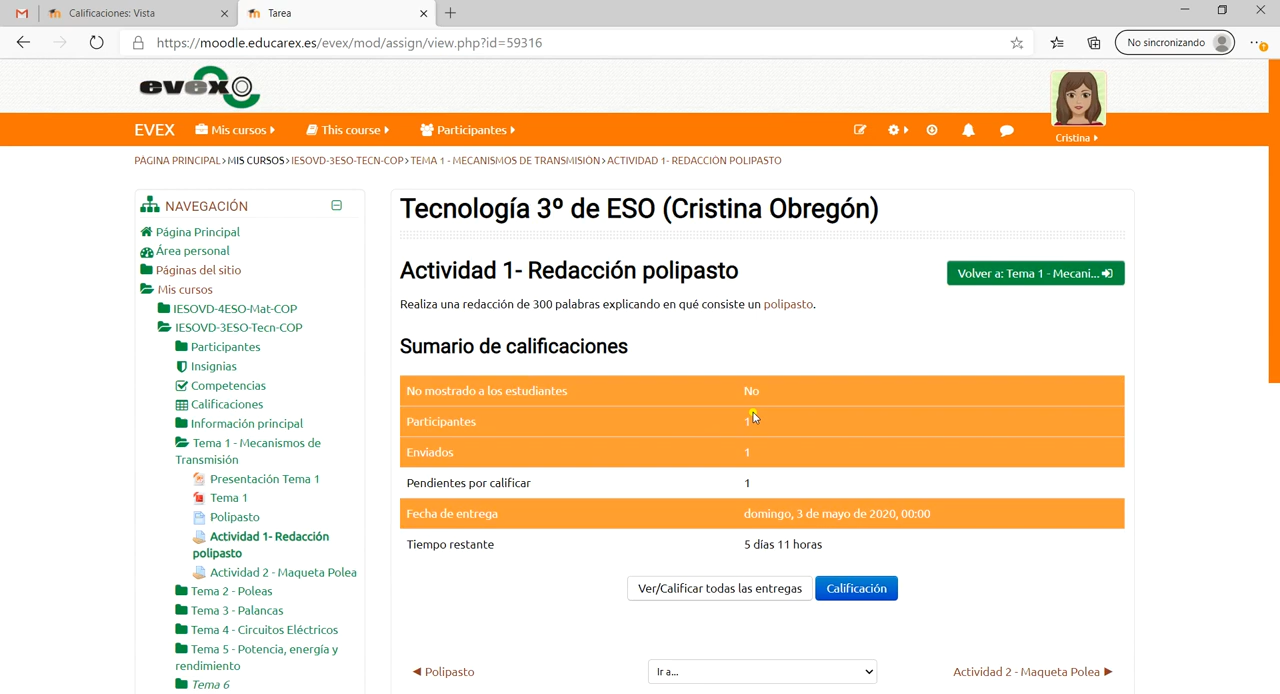 Calificaciones: Vista
Tarea
https://moodle.educarex.es/evex/mod/assign/view.php?id=59316
No sincronizando
evex
EVEX
Mis cursos
This course
Participantes
Cristina
PÁGINA PRINCIPAL › MIS CURSOS › IESOVD-3ESO-TECN-COP › TEMA 1 - MECANISMOS DE TRANSMISIÓN › ACTIVIDAD 1- REDACCIÓN POLIPASTO
NAVEGACIÓN
Página Principal
Área personal
Páginas del sitio
Mis cursos
IESOVD-4ESO-Mat-COP
IESOVD-3ESO-Tecn-COP
Participantes
Insignias
Competencias
Calificaciones
Información principal
Tema 1 - Mecanismos de
Transmisión
Presentación Tema 1
Tema 1
Polipasto
Actividad 1- Redacción
polipasto
Actividad 2 - Maqueta Polea
Tema 2 - Poleas
Tema 3 - Palancas
Tema 4 - Circuitos Eléctricos
Tema 5 - Potencia, energía y
rendimiento
Tema 6
Tecnología 3º de ESO (Cristina Obregón)
Actividad 1- Redacción polipasto
Volver a: Tema 1 - Mecani...
Realiza una redacción de 300 palabras explicando en qué consiste un polipasto.
Sumario de calificaciones
No mostrado a los estudiantes No
Participantes 1
Enviados 1
Pendientes por calificar 1
Fecha de entrega domingo, 3 de mayo de 2020, 00:00
Tiempo restante 5 días 11 horas
Ver/Calificar todas las entregas
Calificación
◀ Polipasto
Ir a...
Actividad 2 - Maqueta Polea ▶